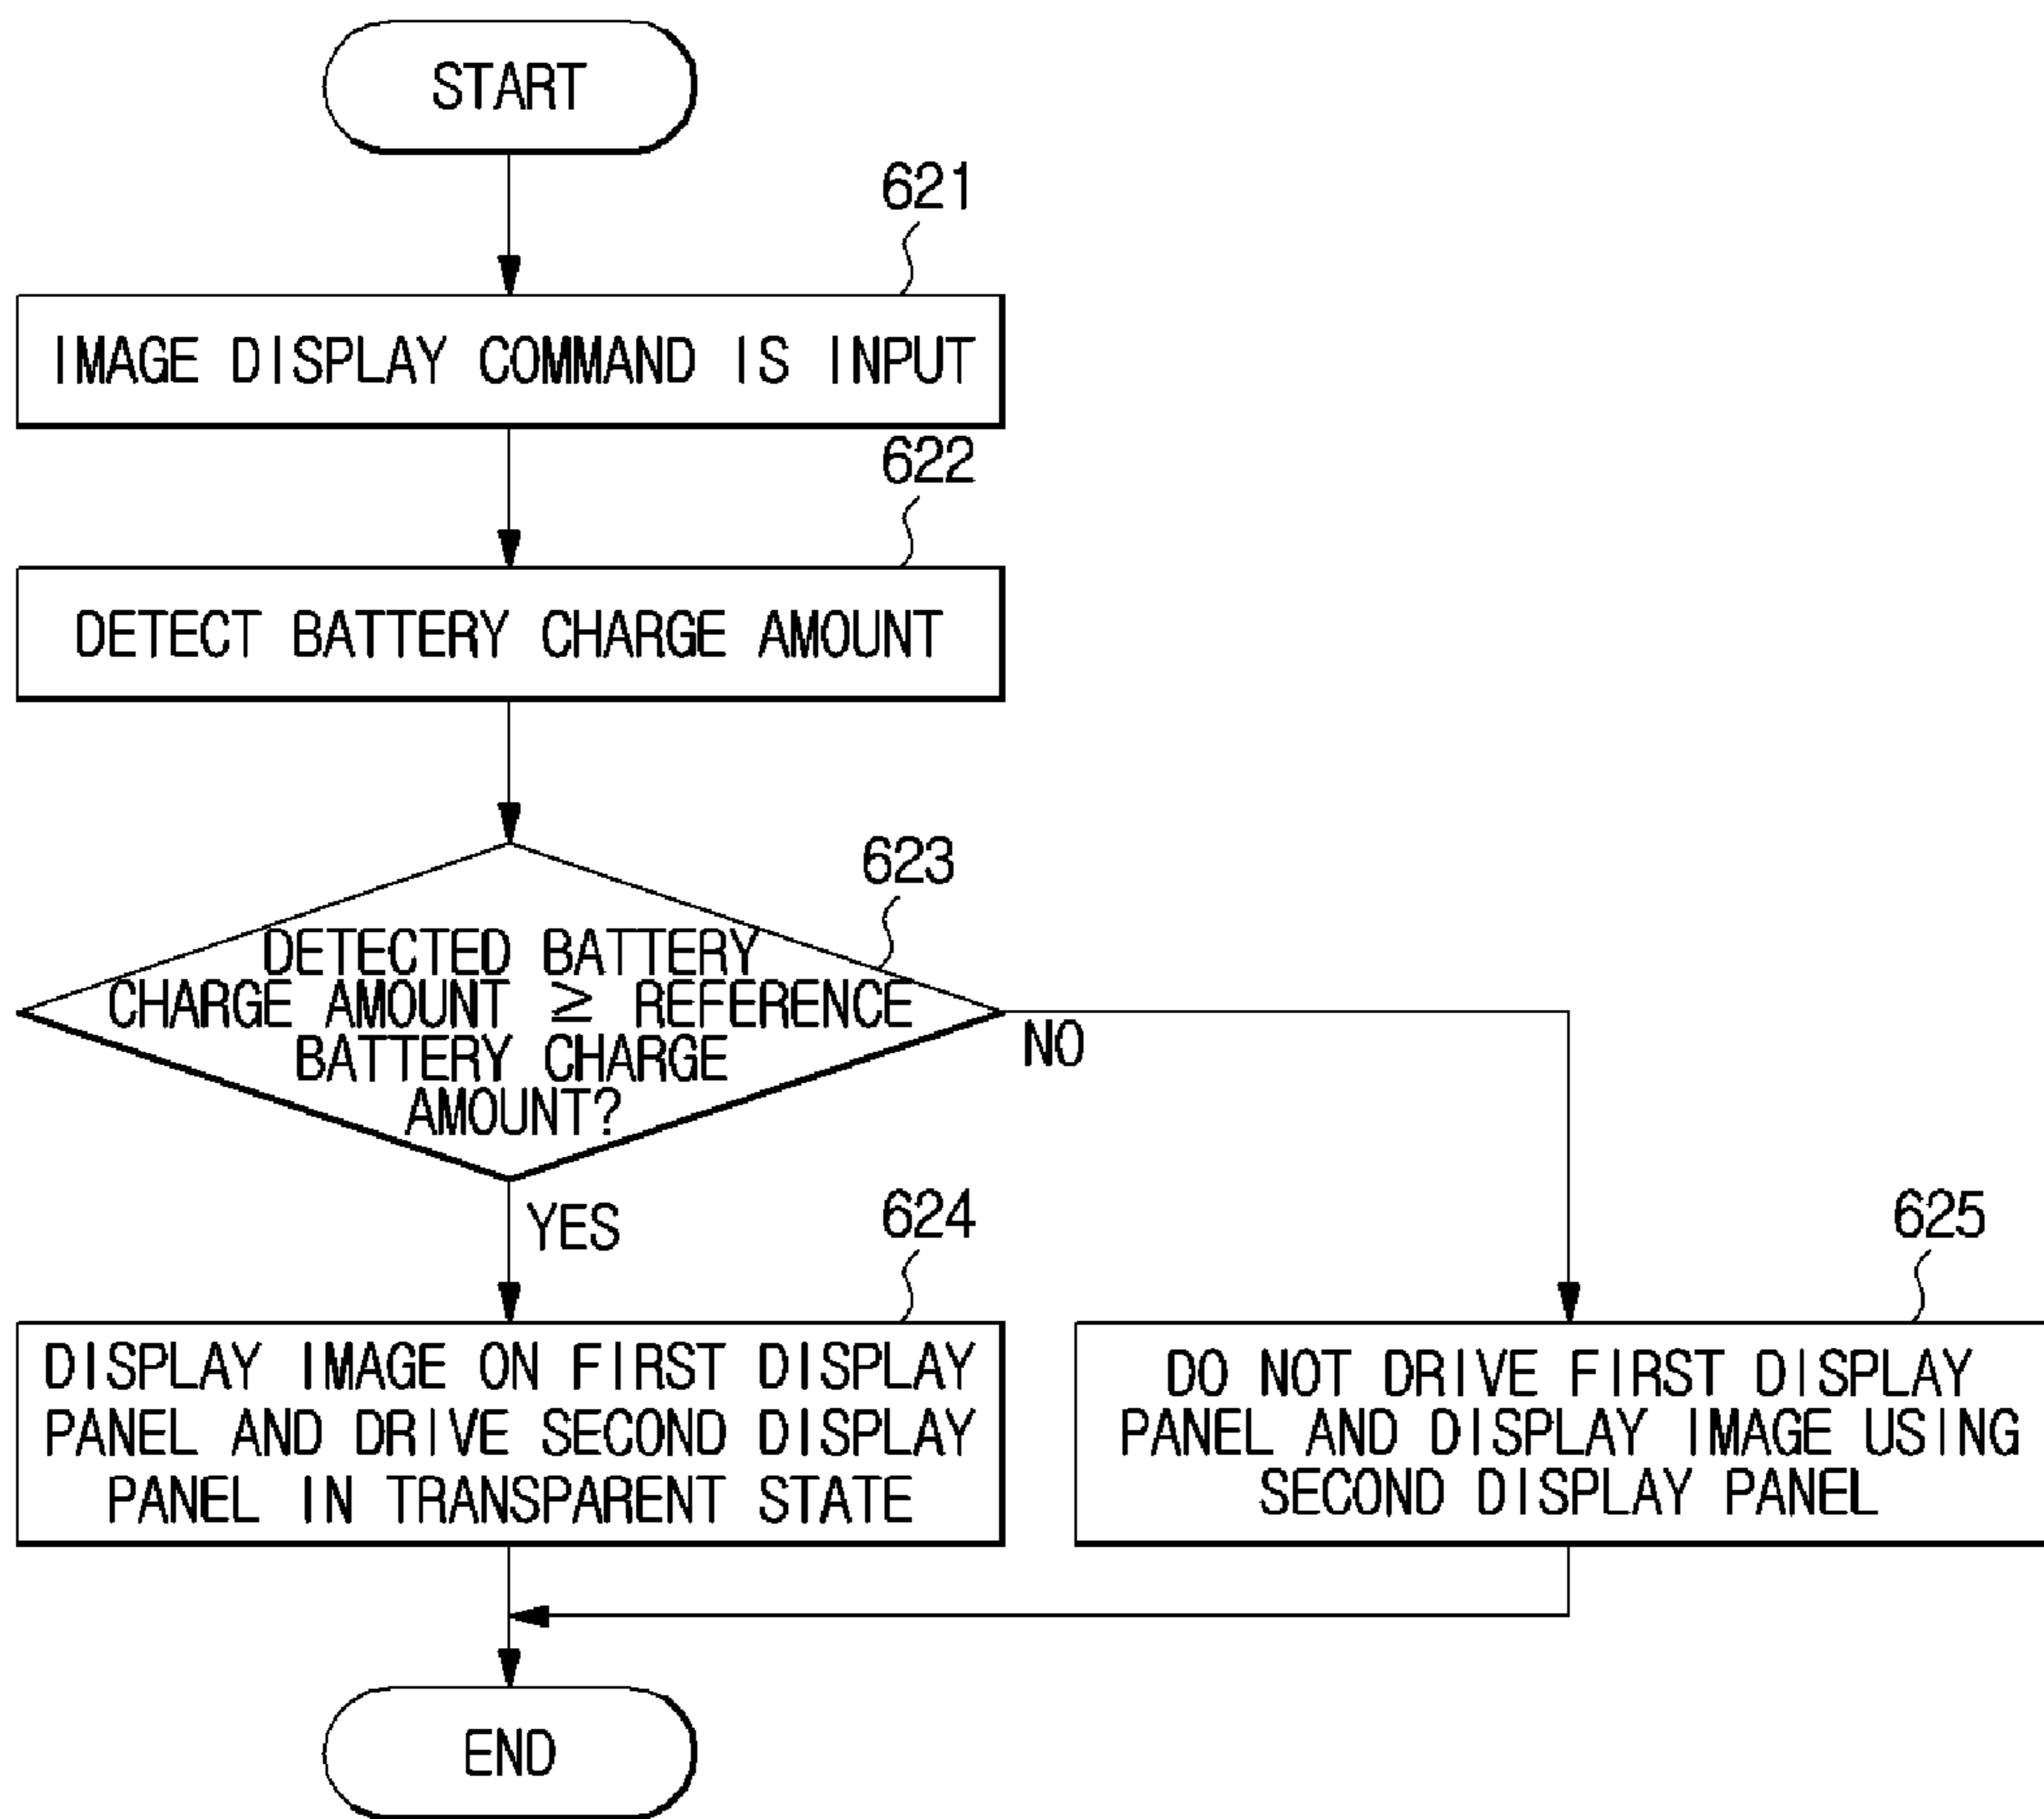 START
621
IMAGE DISPLAY COMMAND IS INPUT
622
DETECT BATTERY CHARGE AMOUNT
623
DETECTED BATTERY
CHARGE AMOUNT ≥ REFERENCE
BATTERY CHARGE
AMOUNT?
NO
YES
624
DISPLAY IMAGE ON FIRST DISPLAY
PANEL AND DRIVE SECOND DISPLAY
PANEL IN TRANSPARENT STATE
625
DO NOT DRIVE FIRST DISPLAY
PANEL AND DISPLAY IMAGE USING
SECOND DISPLAY PANEL
END